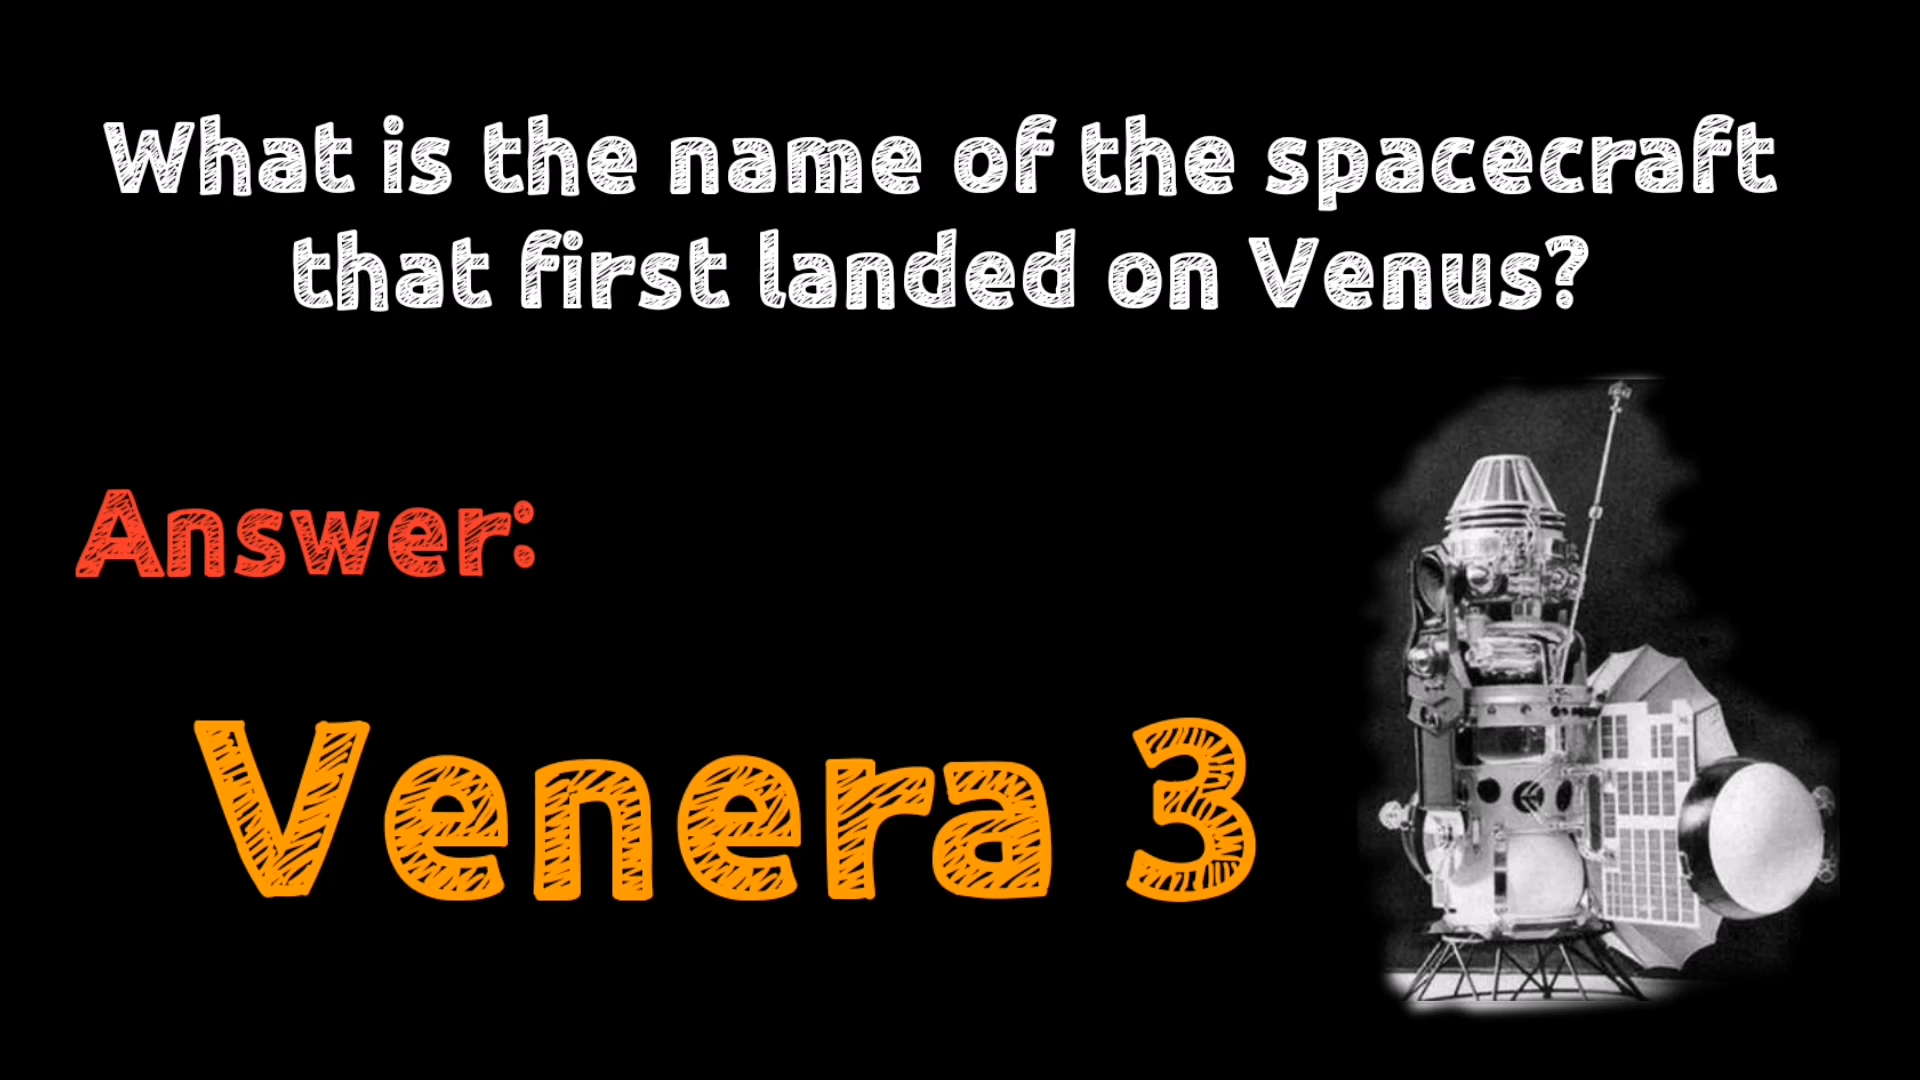 What is the name of the spacecraft
that first landed on Venus?
Answer:
Venera 3